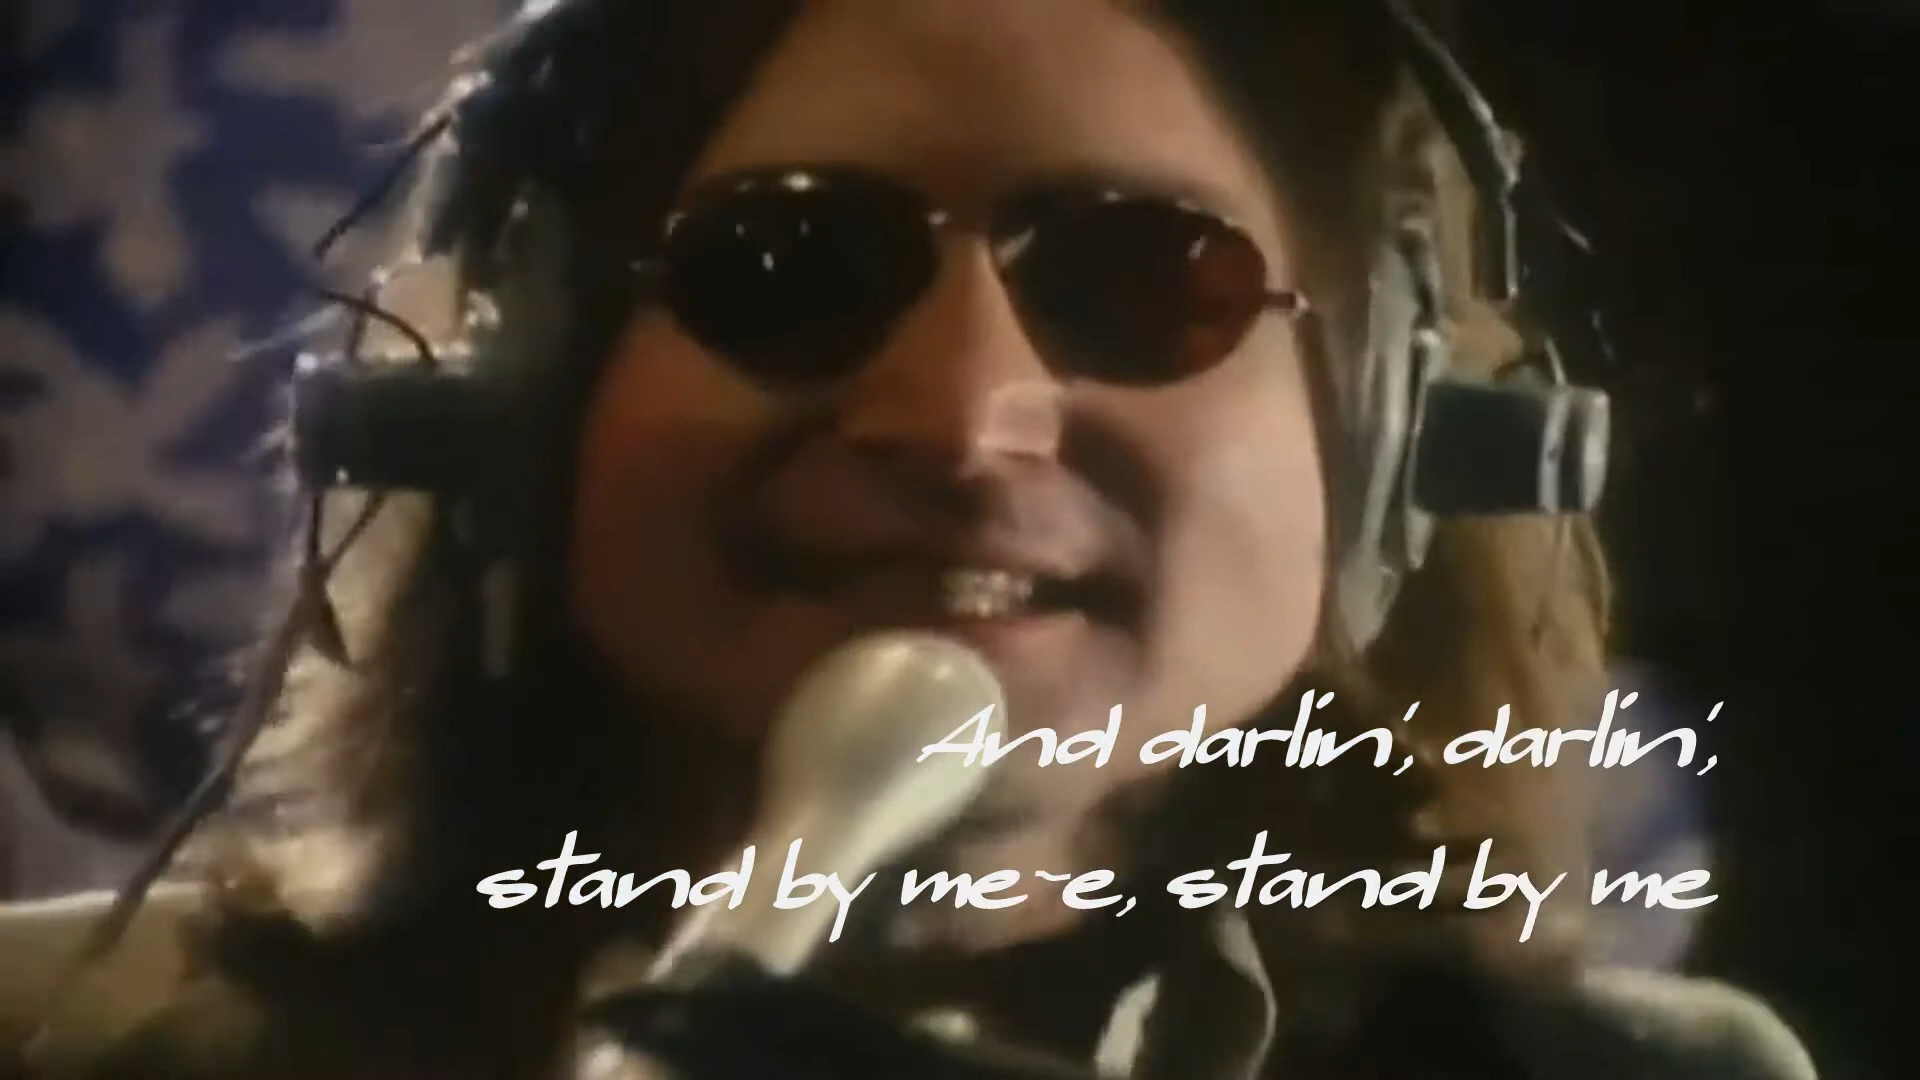 And darlin', darlin',
stand by me~e, stand by me